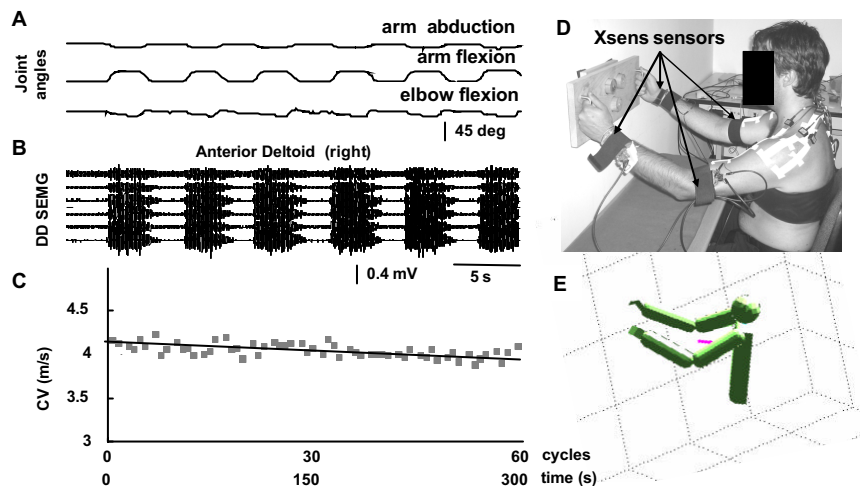 A
arm abduction
arm flexion
elbow flexion
Joint
angles
45 deg
B
Anterior Deltoid (right)
DD SEMG
0.4 mV
5 s
C
4.5
4
3.5
3
CV (m/s)
0 30 60 cycles
0 150 300 time (s)
D
Xsens sensors
E